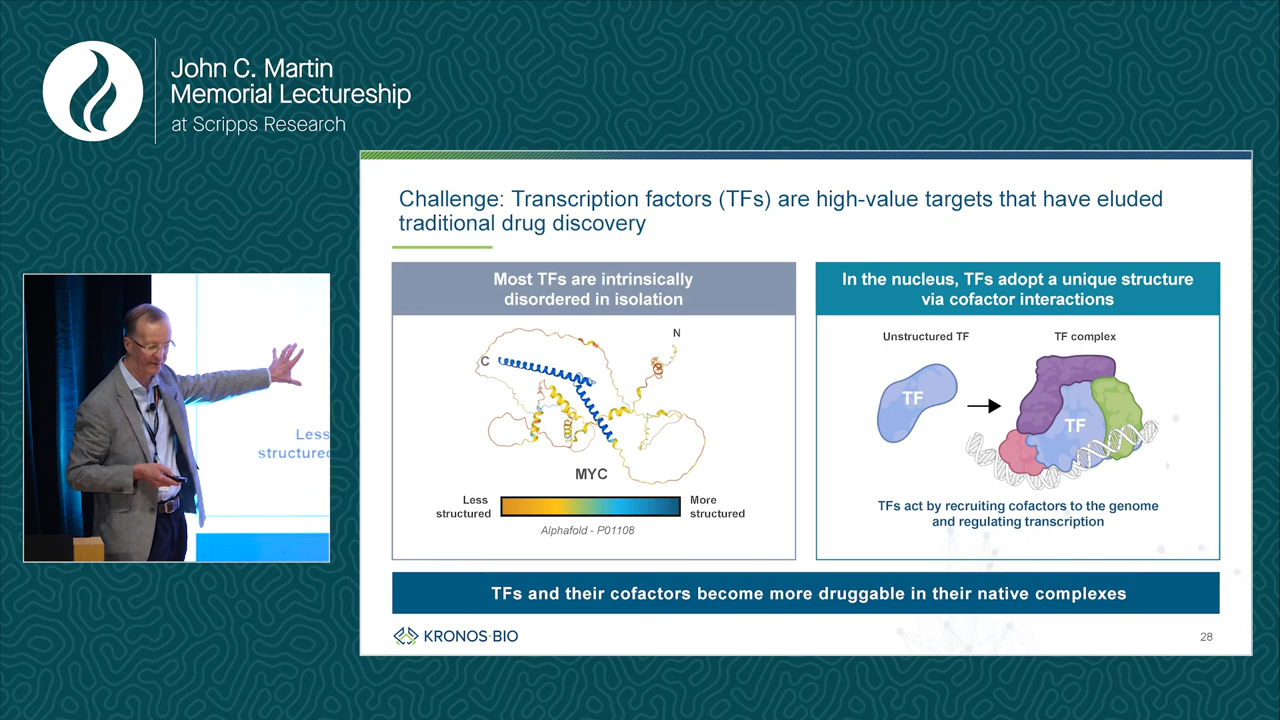 John C. Martin
Memorial Lectureship
at Scripps Research
Challenge: Transcription factors (TFs) are high-value targets that have eluded
traditional drug discovery
Most TFs are intrinsically
disordered in isolation
N
C
MYC
Less
structured
More
structured
Alphafold - P01108
In the nucleus, TFs adopt a unique structure
via cofactor interactions
Unstructured TF
TF complex
TF
TF
TFs act by recruiting cofactors to the genome
and regulating transcription
TFs and their cofactors become more druggable in their native complexes
KRONOS·BIO
28
Less
structured